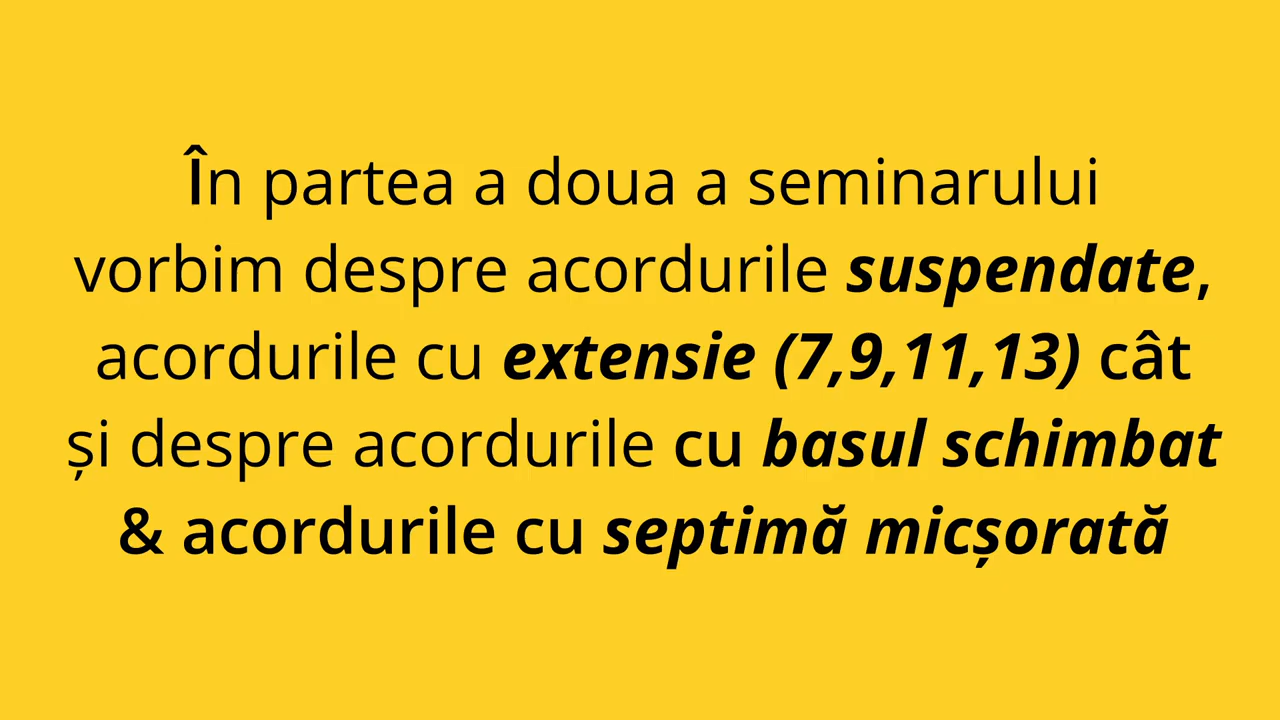 În partea a doua a seminarului
vorbim despre acordurile suspendate,
acordurile cu extensie (7,9,11,13) cât
și despre acordurile cu basul schimbat
& acordurile cu septimă micșorată